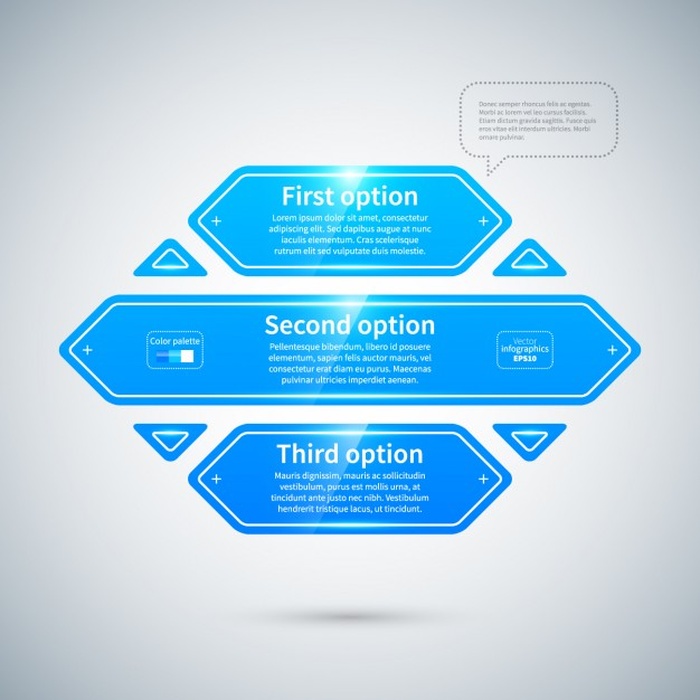 Donec semper rhoncus felis ac egestas.
Morbi ac lorem vel leo cursus facilisis.
Etiam dictum gravida sagittis. Fusce quis
eros vitae elit interdum ultricies. Morbi
ornare pulvinar.
First option
Lorem ipsum dolor sit amet, consectetur
adipiscing elit. Sed dapibus augue at nunc
iaculis elementum. Cras scelerisque
rutrum est sed vulputate duis molestie.
Second option
Pellentesque bibendum, libero id posuere
elementum, sapien felis auctor mauris, vel
consectetur erat diam eu purus. Maecenas
pulvinar ultricies imperdiet aenean.
Color palette
Vector
infographics
EPS10
Third option
Mauris dignissim, mauris ac sollicitudin
vestibulum, purus est mollis urna, at
tincidunt ante justo nec nibh. Vestibulum
hendrerit tristique lacus, ut tincidunt.